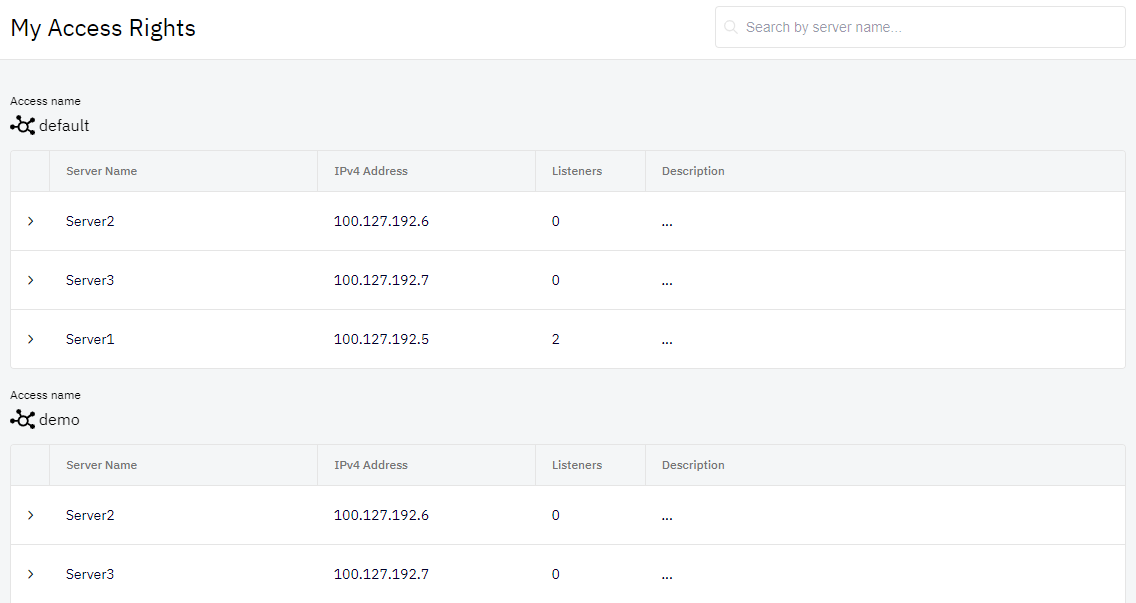 My Access Rights
Search by server name...
Access name
default
Server Name IPv4 Address Listeners Description
Server2 100.127.192.6 0 ...
Server3 100.127.192.7 0 ...
Server1 100.127.192.5 2 ...
Access name
demo
Server Name IPv4 Address Listeners Description
Server2 100.127.192.6 0 ...
Server3 100.127.192.7 0 ...